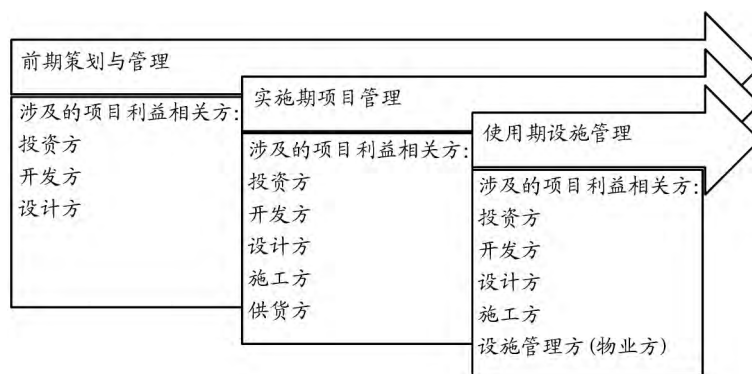 前期策划与管理
涉及的项目利益相关方:
投资方
开发方
设计方
实施期项目管理
涉及的项目利益相关方:
投资方
开发方
设计方
施工方
供货方
使用期设施管理
涉及的项目利益相关方:
投资方
开发方
设计方
施工方
设施管理方(物业方)